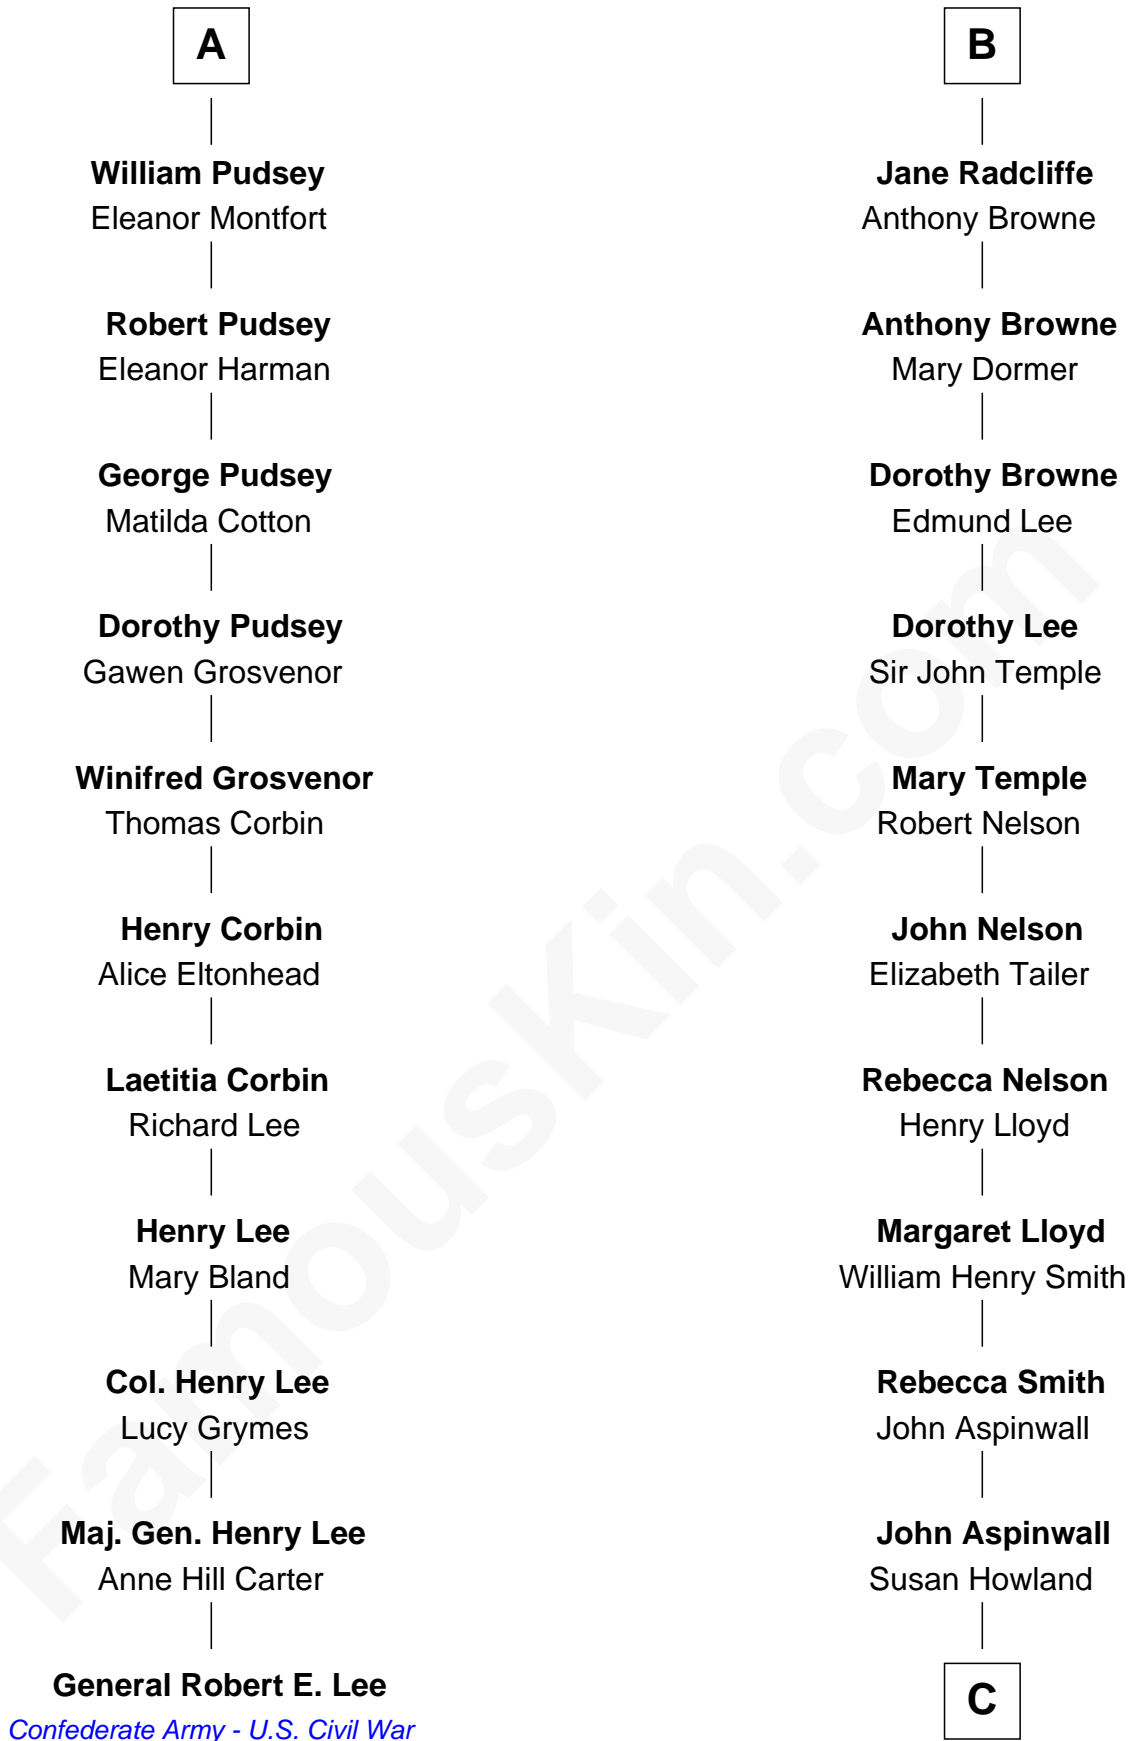 A
William Pudsey
Eleanor Montfort
Robert Pudsey
Eleanor Harman
George Pudsey
Matilda Cotton
Dorothy Pudsey
Gawen Grosvenor
Winifred Grosvenor
Thomas Corbin
Henry Corbin
Alice Eltonhead
Laetitia Corbin
Richard Lee
Henry Lee
Mary Bland
Col. Henry Lee
Lucy Grymes
Maj. Gen. Henry Lee
Anne Hill Carter
General Robert E. Lee
Confederate Army - U.S. Civil War
B
Jane Radcliffe
Anthony Browne
Anthony Browne
Mary Dormer
Dorothy Browne
Edmund Lee
Dorothy Lee
Sir John Temple
Mary Temple
Robert Nelson
John Nelson
Elizabeth Tailer
Rebecca Nelson
Henry Lloyd
Margaret Lloyd
William Henry Smith
Rebecca Smith
John Aspinwall
John Aspinwall
Susan Howland
C
FamousKin.com